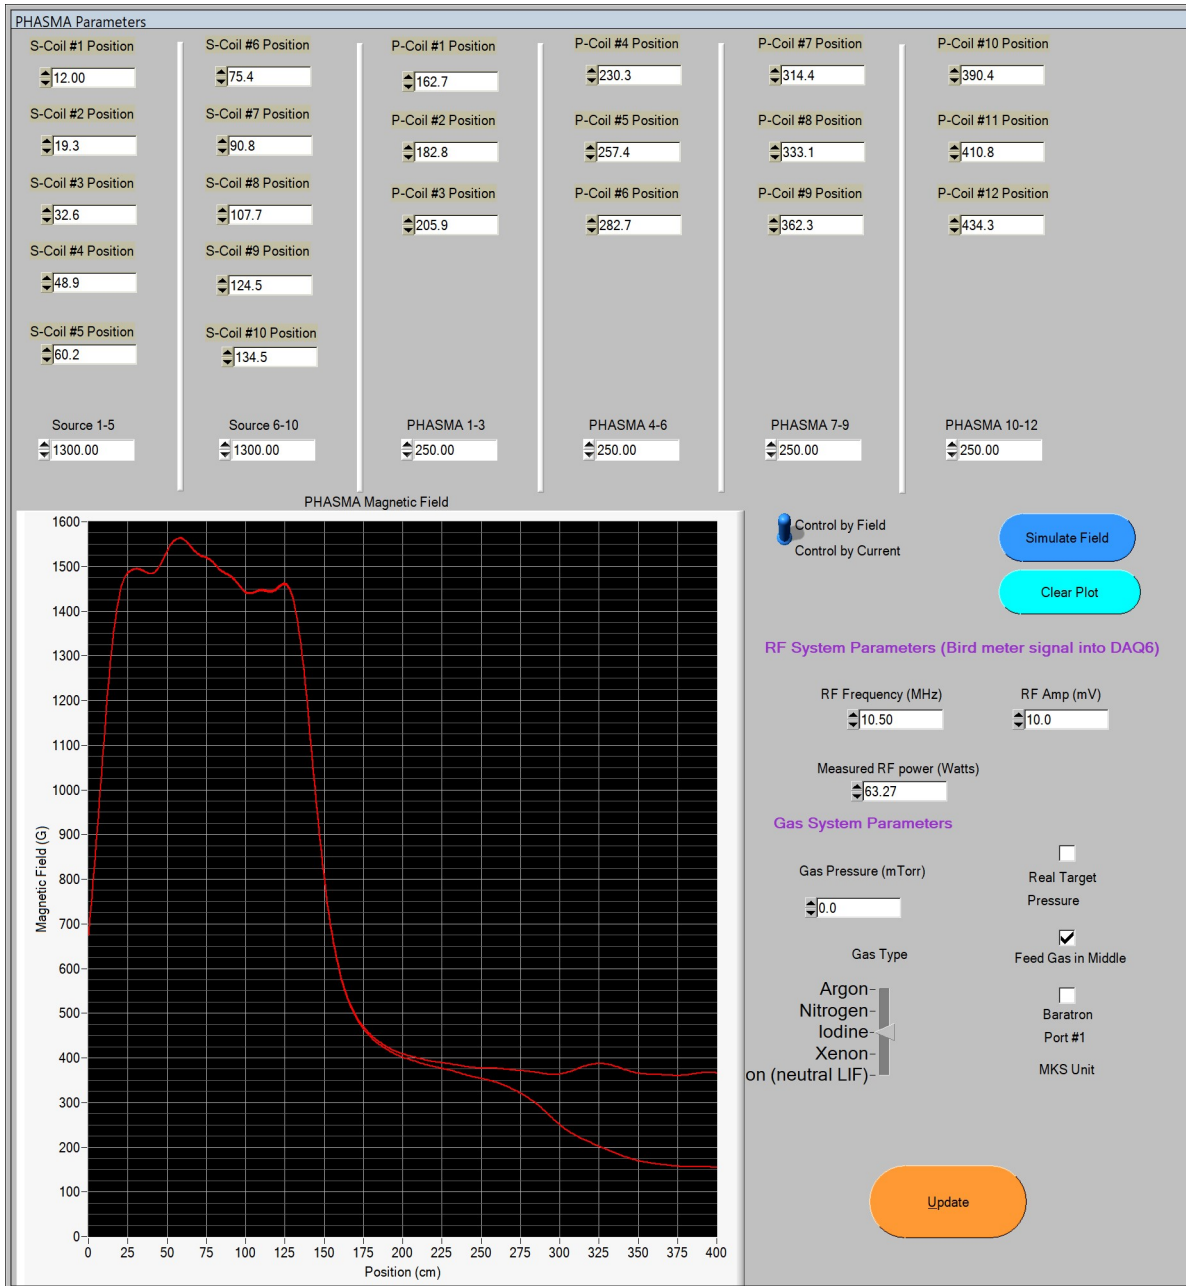 PHASMA Parameters
S-Coil #1 Position
12.00
S-Coil #2 Position
19.3
S-Coil #3 Position
32.6
S-Coil #4 Position
48.9
S-Coil #5 Position
60.2
Source 1-5
1300.00
S-Coil #6 Position
75.4
S-Coil #7 Position
90.8
S-Coil #8 Position
107.7
S-Coil #9 Position
124.5
S-Coil #10 Position
134.5
Source 6-10
1300.00
P-Coil #1 Position
162.7
P-Coil #2 Position
182.8
P-Coil #3 Position
205.9
PHASMA 1-3
250.00
P-Coil #4 Position
230.3
P-Coil #5 Position
257.4
P-Coil #6 Position
282.7
PHASMA 4-6
250.00
P-Coil #7 Position
314.4
P-Coil #8 Position
333.1
P-Coil #9 Position
362.3
PHASMA 7-9
250.00
P-Coil #10 Position
390.4
P-Coil #11 Position
410.8
P-Coil #12 Position
434.3
PHASMA 10-12
250.00
PHASMA Magnetic Field
1600
1500
1400
1300
1200
1100
1000
900
800
700
600
500
400
300
200
100
0
Magnetic Field (G)
0 25 50 75 100 125 150 175 200 225 250 275 300 325 350 375 400
Position (cm)
Control by Field
Control by Current
Simulate Field
Clear Plot
RF System Parameters (Bird meter signal into DAQ6)
RF Frequency (MHz)
10.50
RF Amp (mV)
10.0
Measured RF power (Watts)
63.27
Gas System Parameters
Gas Pressure (mTorr)
0.0
Real Target
Pressure
Feed Gas in Middle
Baratron
Port #1
MKS Unit
Gas Type
Argon
Nitrogen
Iodine
Xenon
on (neutral LIF)
Update